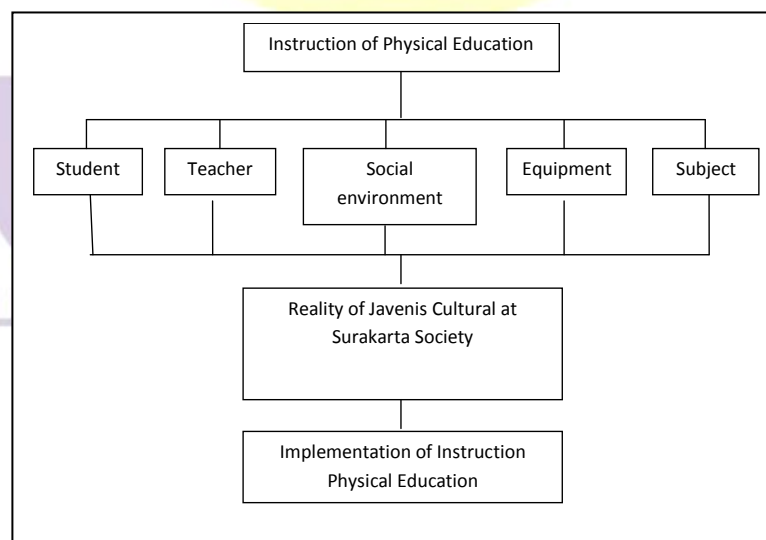 Instruction of Physical Education
Student
Teacher
Social
environment
Equipment
Subject
Reality of Javenis Cultural at
Surakarta Society
Implementation of Instruction
Physical Education